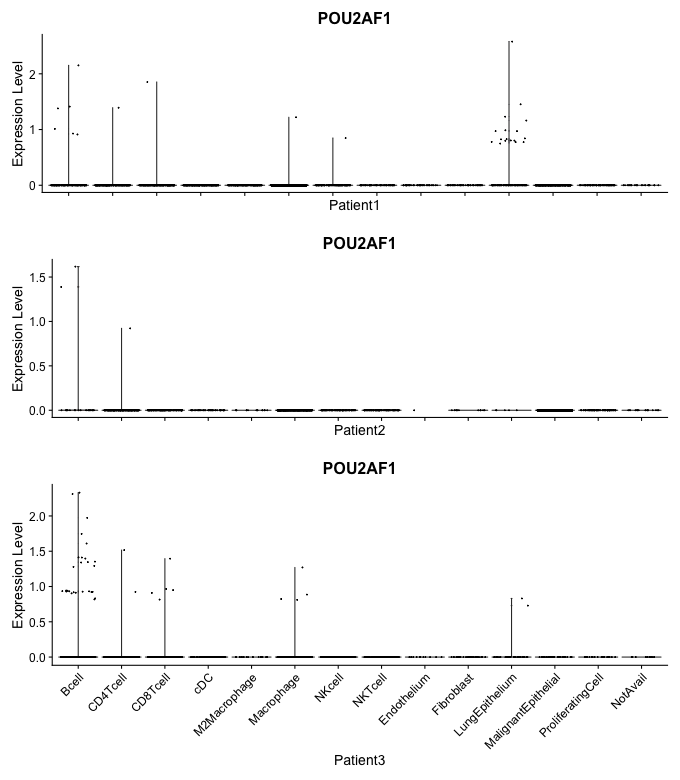 POU2AF1
Expression Level
2
1
0
Patient1
POU2AF1
Expression Level
1.5
1.0
0.5
0.0
Patient2
POU2AF1
Expression Level
2.0
1.5
1.0
0.5
0.0
Bcell
CD4Tcell
CD8Tcell
cDC
M2Macrophage
Macrophage
NKcell
NKTcell
Endothelium
Fibroblast
LungEpithelium
MalignantEpithelial
ProliferatingCell
NotAvail
Patient3